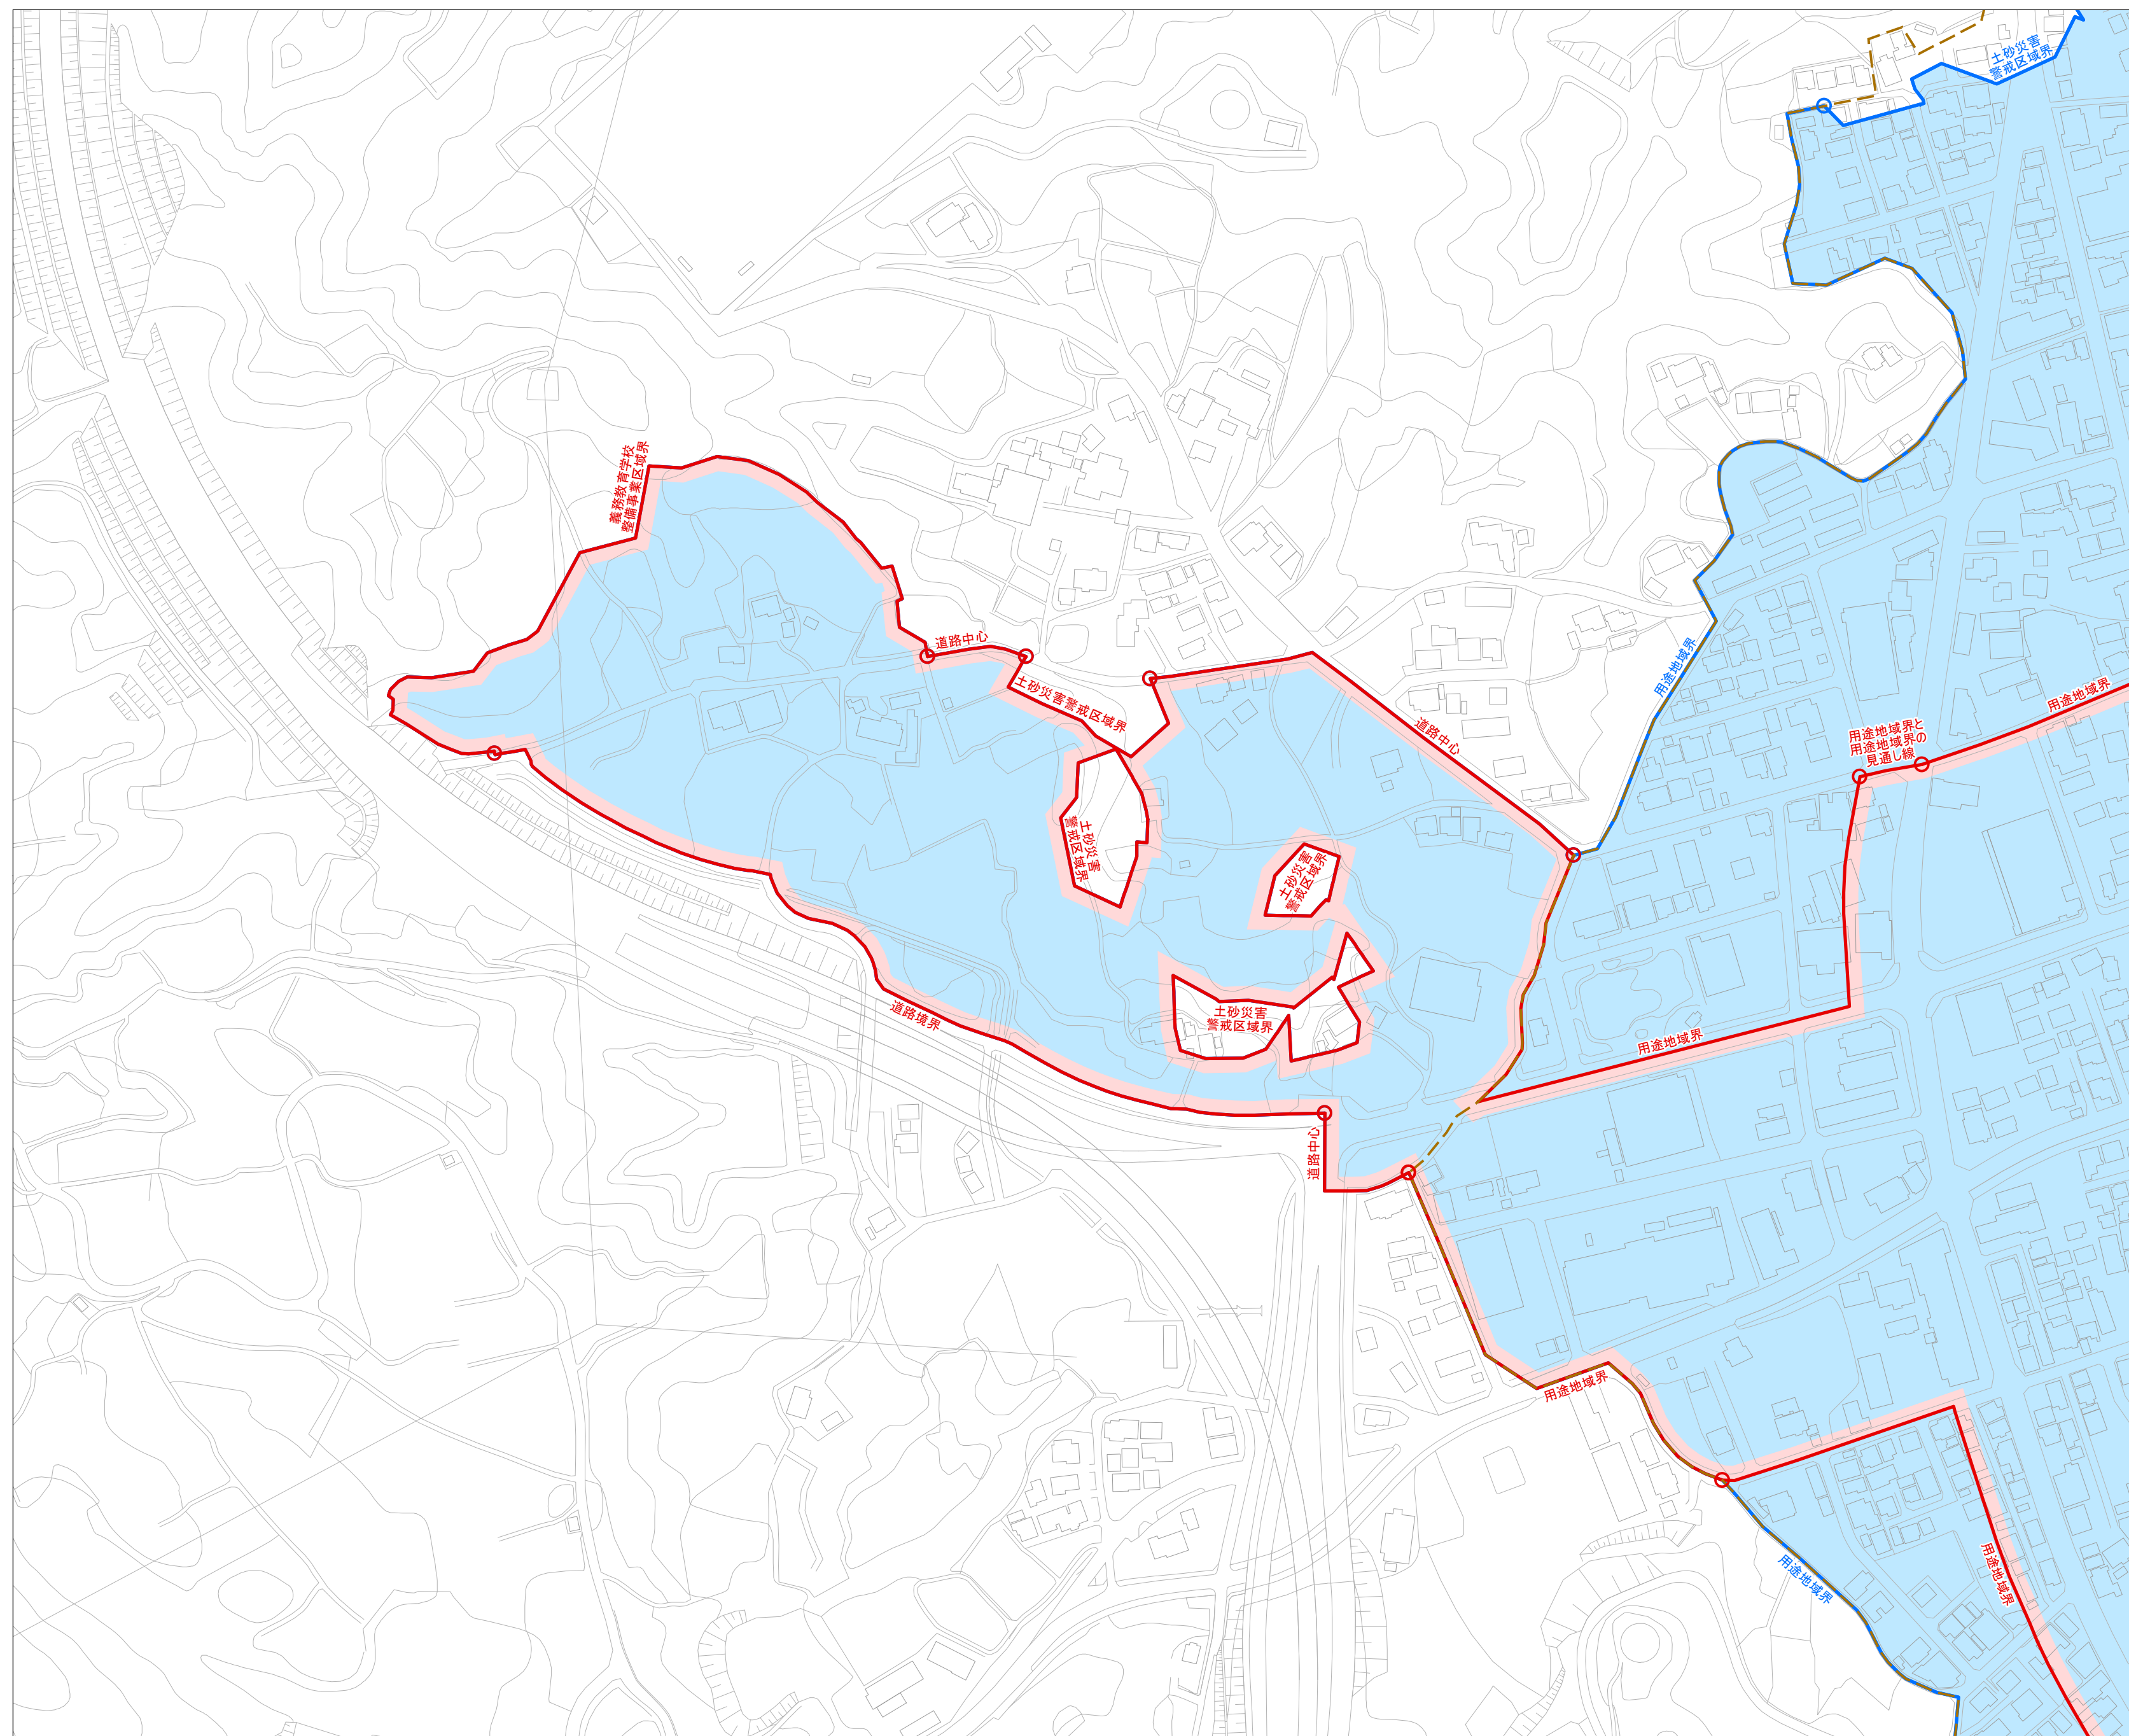 土砂災害
警戒区域界
義務教育学校
整備事業区域界
道路中心
土砂災害警戒区域界
道路中心
用途地域界
用途地域界
用途地域界と
用途地域界の
見通し線
土砂災害
警戒区域界
土砂災害
警戒区域界
土砂災害
警戒区域界
道路境界
用途地域界
道路中心
用途地域界
用途地域界
用途地域界